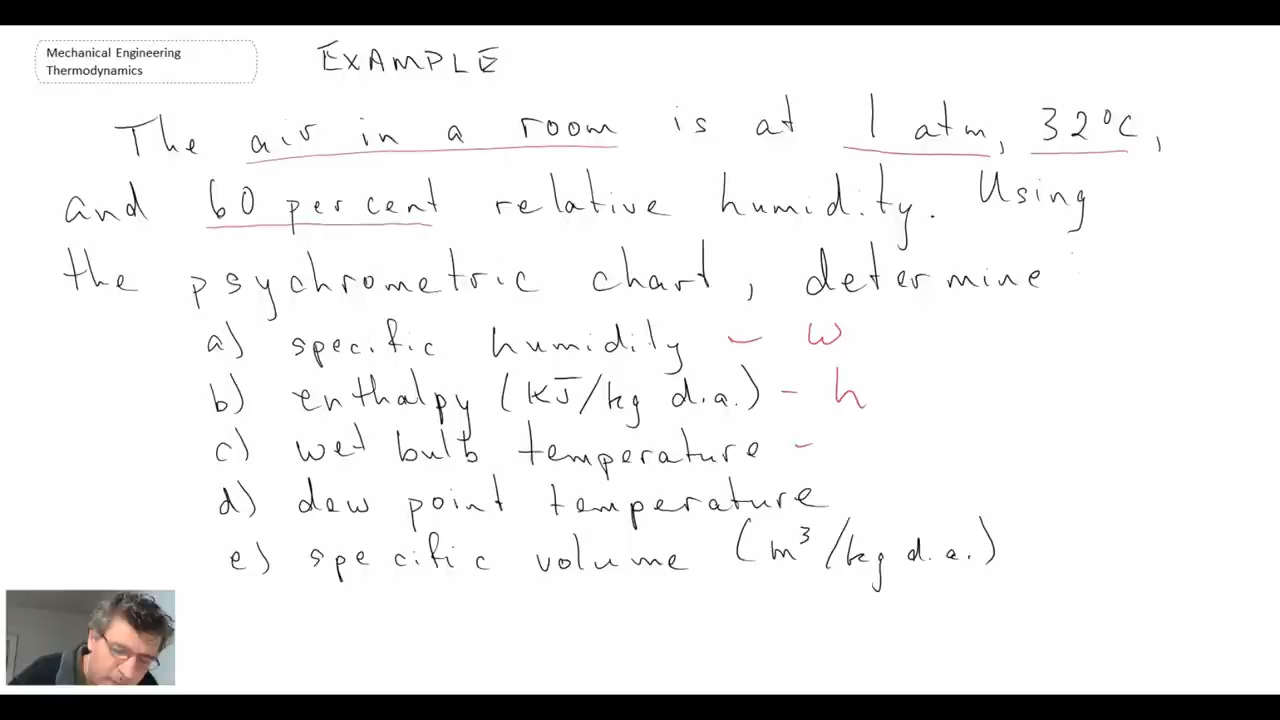 Mechanical Engineering
Thermodynamics
EXAMPLE
The air in a room is at 1 atm, 32°C,
and 60 percent relative humidity. Using
the psychrometric chart, determine
a) specific humidity - ω
b) enthalpy (KJ/kg d.a.) - h
c) wet bulb temperature -
d) dew point temperature
e) specific volume (m³/kg d.a.)